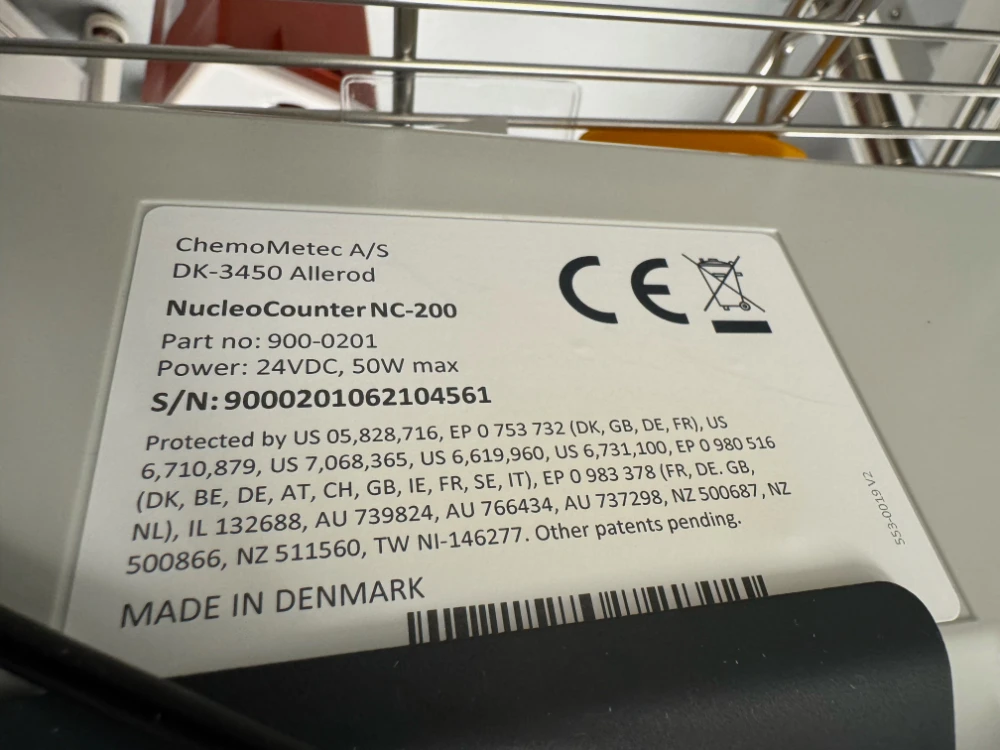 ChemoMetec A/S
DK-3450 Allerod
NucleoCounter NC-200
Part no: 900-0201
Power: 24VDC, 50W max
S/N: 9000201062104561
Protected by US 05,828,716, EP 0 753 732 (DK, GB, DE, FR), US
6,710,879, US 7,068,365, US 6,619,960, US 6,731,100, EP 0 980 516
(DK, BE, DE, AT, CH, GB, IE, FR, SE, IT), EP 0 983 378 (FR, DE. GB,
NL), IL 132688, AU 739824, AU 766434, AU 737298, NZ 500687, NZ
500866, NZ 511560, TW NI-146277. Other patents pending.
MADE IN DENMARK
CE
553-0019 V2